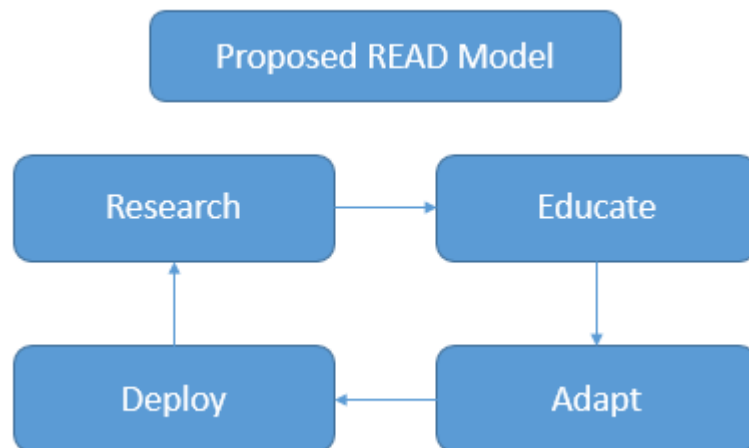 Proposed READ Model
Research
Educate
Deploy
Adapt